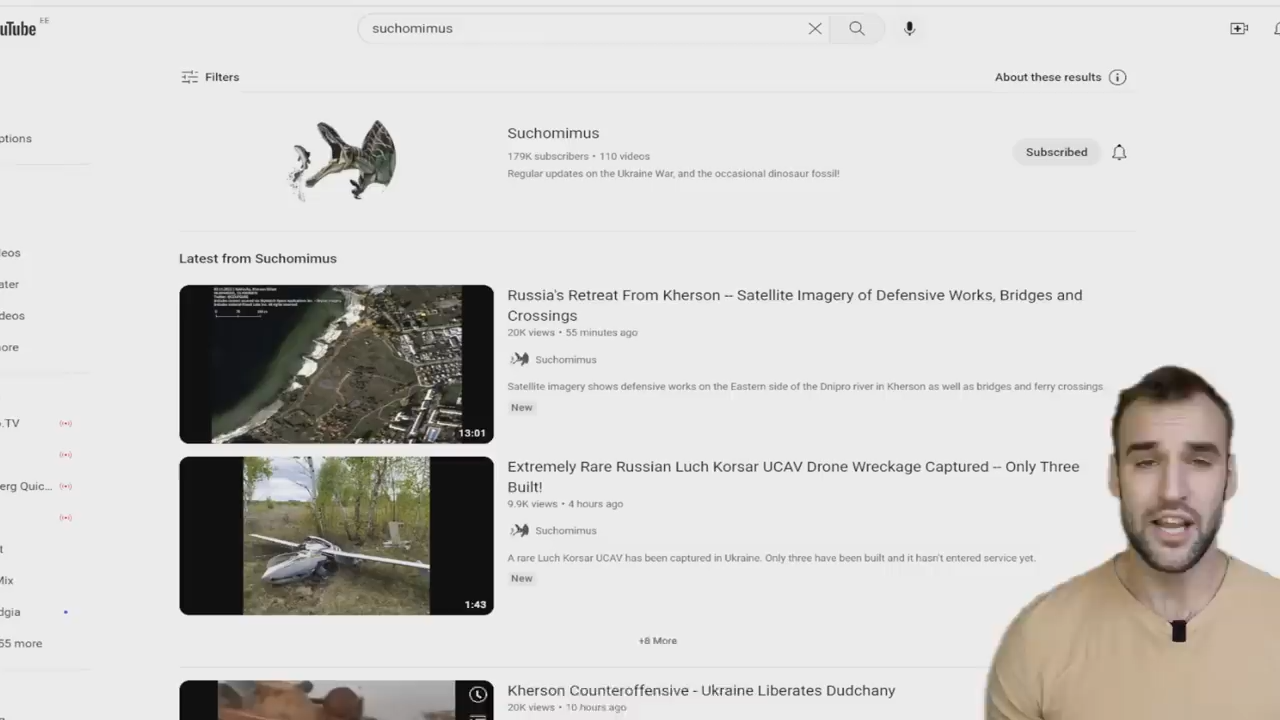 uTube EE
suchomimus
Filters
About these results
ptions
Suchomimus
179K subscribers • 110 videos
Regular updates on the Ukraine War, and the occasional dinosaur fossil!
Subscribed
leos
ater
deos
ore
Latest from Suchomimus
13:01
Russia's Retreat From Kherson -- Satellite Imagery of Defensive Works, Bridges and
Crossings
20K views • 55 minutes ago
Suchomimus
Satellite imagery shows defensive works on the Eastern side of the Dnipro river in Kherson as well as bridges and ferry crossings
New
.TV
erg Quic...
t
Mix
dgia
55 more
1:43
Extremely Rare Russian Luch Korsar UCAV Drone Wreckage Captured -- Only Three
Built!
9.9K views • 4 hours ago
Suchomimus
A rare Luch Korsar UCAV has been captured in Ukraine. Only three have been built and it hasn't entered service yet.
New
+8 More
Kherson Counteroffensive - Ukraine Liberates Dudchany
20K views • 10 hours ago